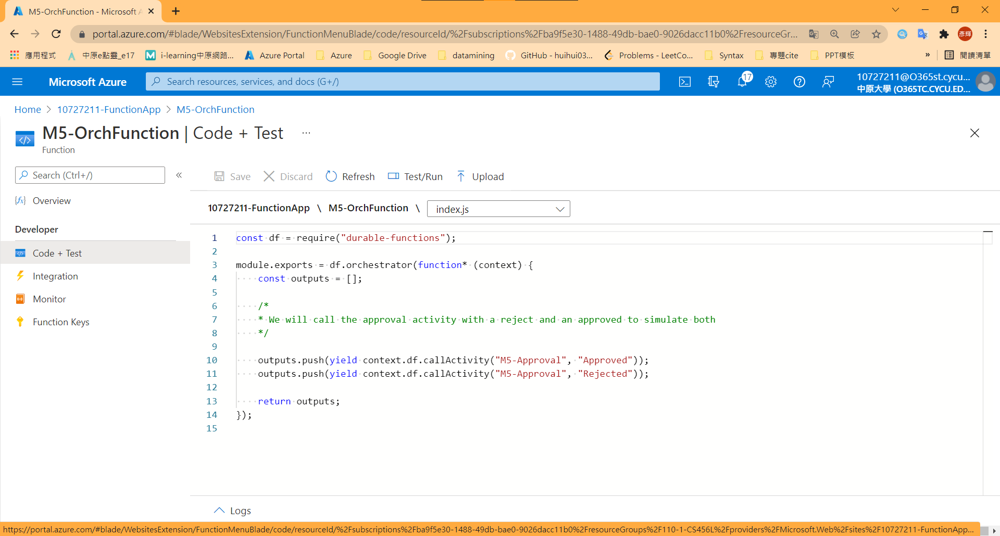 M5-OrchFunction - Microsoft A
portal.azure.com/#blade/WebsitesExtension/FunctionMenuBlade/code/resourceId/%2Fsubscriptions%2Fba9f5e30-1488-49db-bae0-9026dacc11b0%2FresourceGr...
彥輝
應用程式 中原e點靈_e17 i-learning中原網路... Azure Portal Azure Google Drive datamining GitHub - huihui03... Problems - LeetCo... Syntax 專題cite PPT模板 » 閱讀清單
Microsoft Azure
Search resources, services, and docs (G+/)
17
10727211@O365st.cycu...
中原大學 (O365TC.CYCU.ED...
Home > 10727211-FunctionApp > M5-OrchFunction
M5-OrchFunction | Code + Test ...
Function
Search (Ctrl+/) «
Save Discard Refresh Test/Run Upload
Overview
Developer
Code + Test
Integration
Monitor
Function Keys
10727211-FunctionApp \ M5-OrchFunction \ index.js
1 const df = require("durable-functions");
2
3 module.exports = df.orchestrator(function* (context) {
4 const outputs = [];
5
6 /*
7 * We will call the approval activity with a reject and an approved to simulate both
8 */
9
10 outputs.push(yield context.df.callActivity("M5-Approval", "Approved"));
11 outputs.push(yield context.df.callActivity("M5-Approval", "Rejected"));
12
13 return outputs;
14 });
15
Logs
https://portal.azure.com/#blade/WebsitesExtension/FunctionMenuBlade/code/resourceId/%2Fsubscriptions%2Fba9f5e30-1488-49db-bae0-9026dacc11b0%2FresourceGroups%2F110-1-CS456L%2Fproviders%2FMicrosoft.Web%2Fsites%2F10727211-FunctionApp...